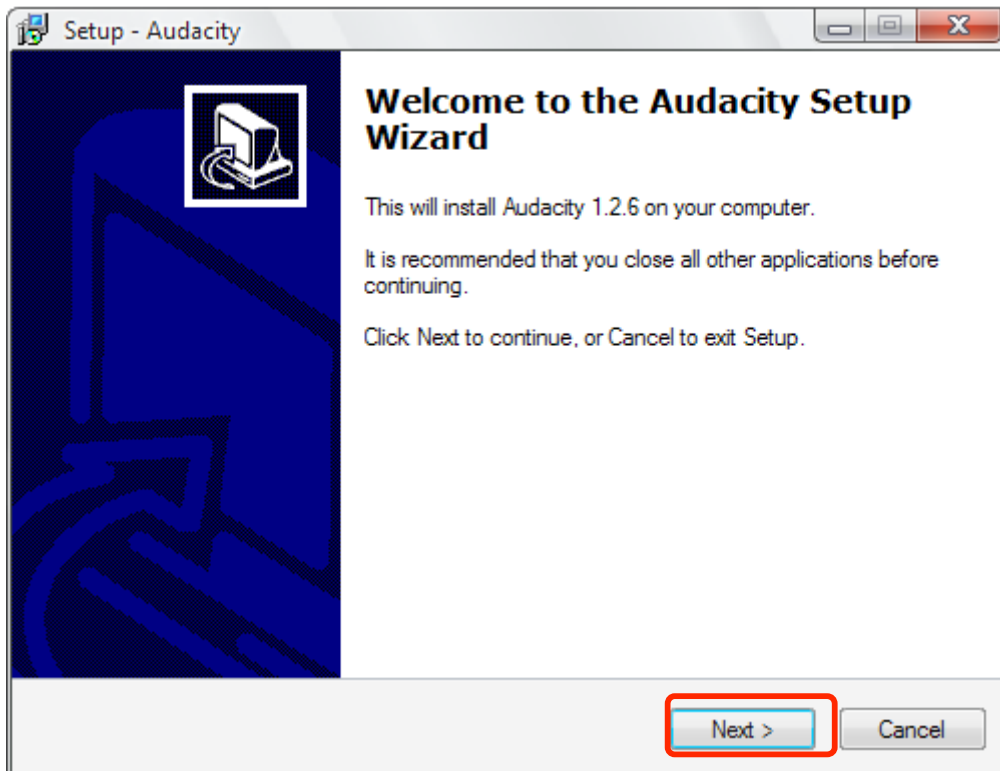 Setup - Audacity
Welcome to the Audacity Setup
Wizard
This will install Audacity 1.2.6 on your computer.
It is recommended that you close all other applications before
continuing.
Click Next to continue, or Cancel to exit Setup.
Next >
Cancel